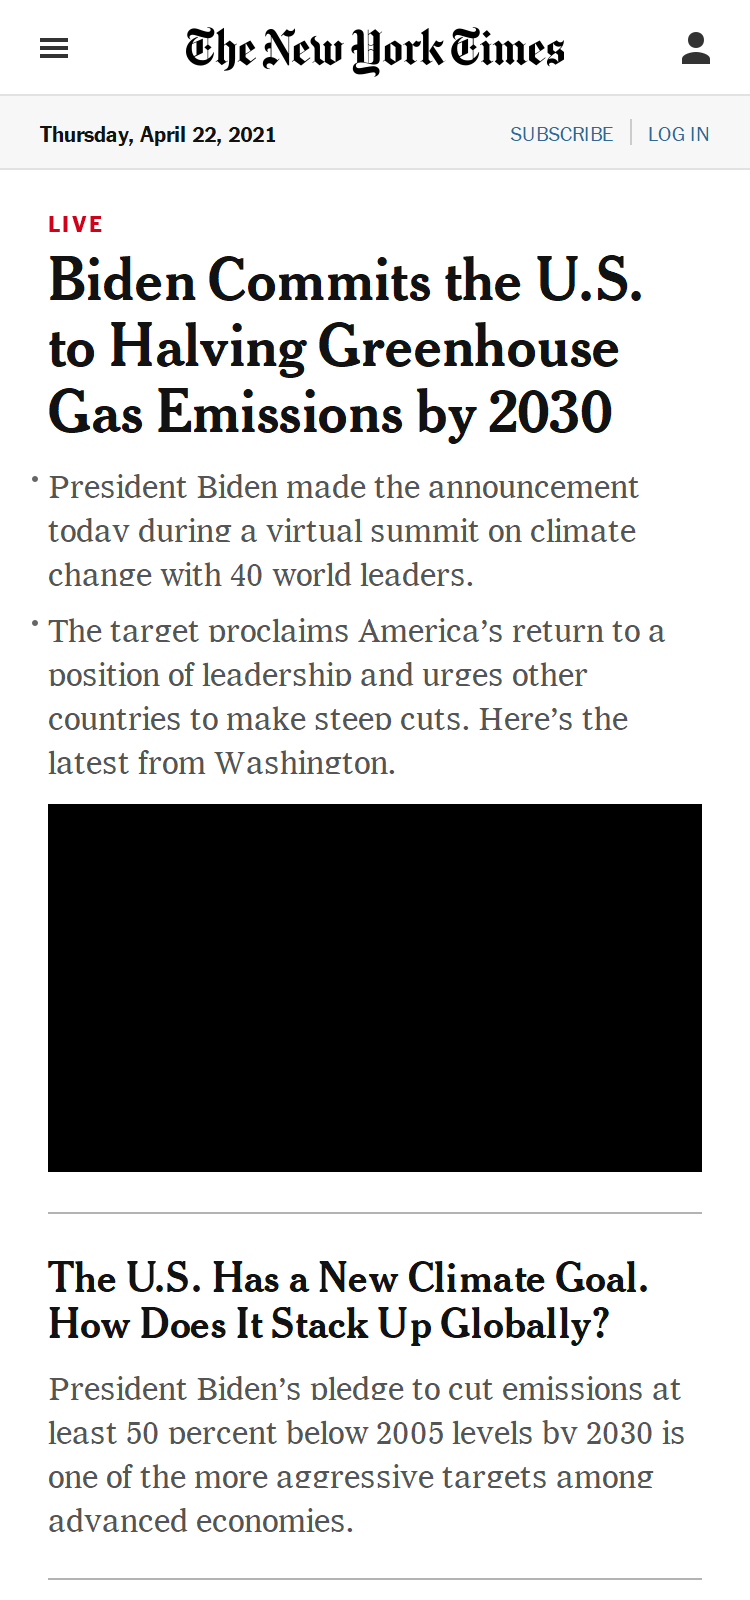 The New York Times
Thursday, April 22, 2021
SUBSCRIBE
LOG IN
LIVE
Biden Commits the U.S.
to Halving Greenhouse
Gas Emissions by 2030
President Biden made the announcement
today during a virtual summit on climate
change with 40 world leaders.
The target proclaims America’s return to a
position of leadership and urges other
countries to make steep cuts. Here’s the
latest from Washington.
The U.S. Has a New Climate Goal.
How Does It Stack Up Globally?
President Biden’s pledge to cut emissions at
least 50 percent below 2005 levels by 2030 is
one of the more aggressive targets among
advanced economies.